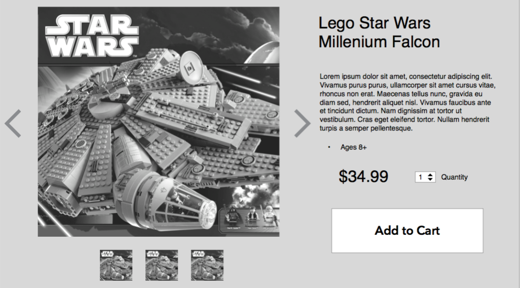 STAR
WARS
Lego Star Wars
Millenium Falcon
Lorem ipsum dolor sit amet, consectetur adipiscing elit.
Vivamus purus purus, ullamcorper sit amet cursus vitae,
rhoncus non erat. Maecenas tellus nunc, gravida eu
diam sed, hendrerit aliquet nisl. Vivamus faucibus ante
et tincidunt dictum. Nam dignissim at tortor ut
vestibulum. Cras eget eleifend tortor. Nullam hendrerit
turpis a semper pellentesque.
• Ages 8+
$34.99
1
Quantity
Add to Cart